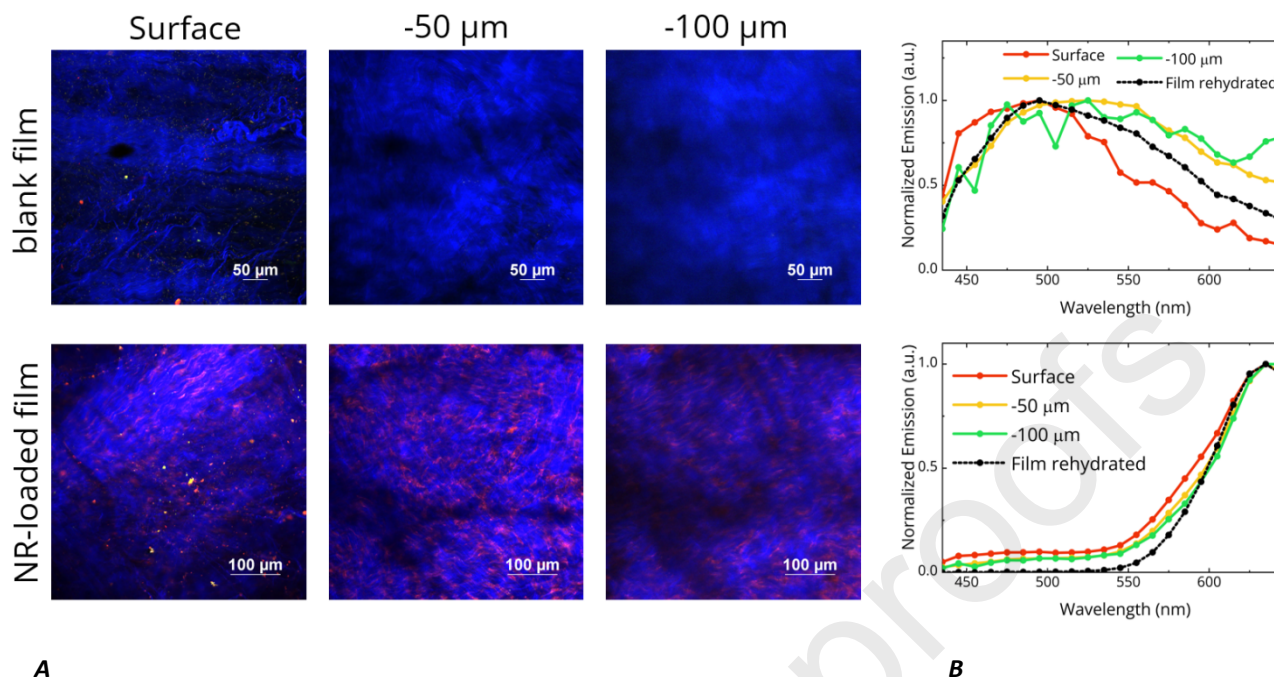 Surface -50 µm -100 µm
blank film
50 µm 50 µm 50 µm
NR-loaded film
100 µm 100 µm 100 µm
A
Normalized Emission (a.u.)
Surface -100 µm
-50 µm Film rehydrated
1.0
0.5
0.0
450 500 550 600
Wavelength (nm)
Normalized Emission (a.u.)
1.0
0.5
0.0
Surface
-50 µm
-100 µm
Film rehydrated
450 500 550 600
Wavelength (nm)
B
proofs